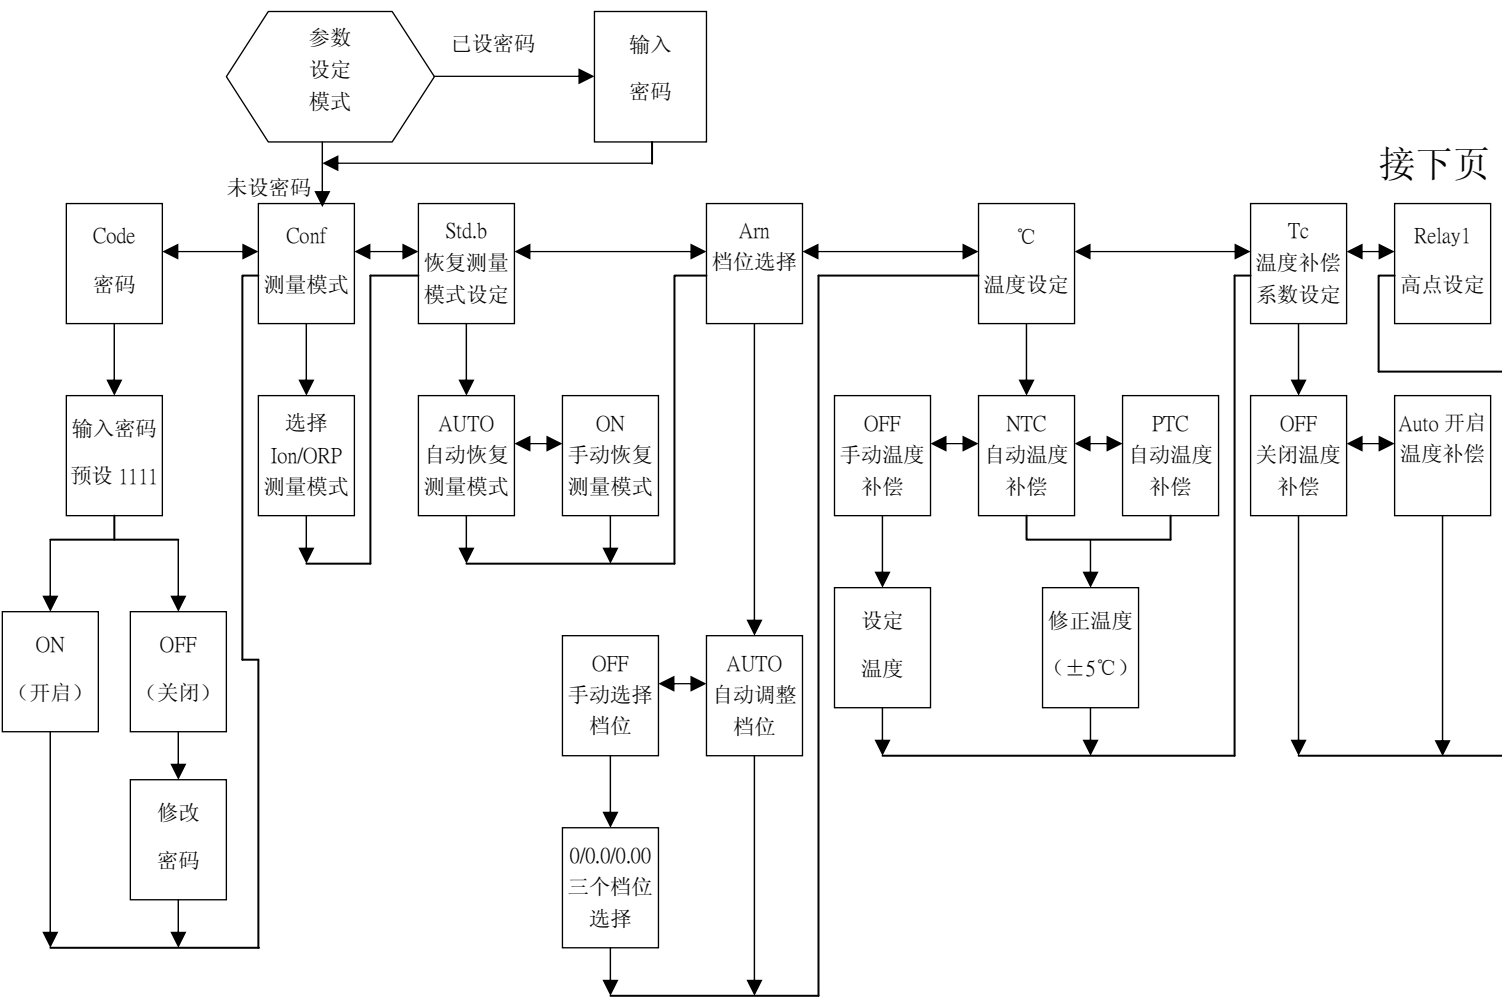 参数
设定
模式
已设密码
输入
密码
接下页
未设密码
Code
密码
Conf
测量模式
Std.b
恢复测量
模式设定
Arn
档位选择
℃
温度设定
Tc
温度补偿
系数设定
Relay1
高点设定
输入密码
预设 1111
选择
Ion/ORP
测量模式
AUTO
自动恢复
测量模式
ON
手动恢复
测量模式
OFF
手动温度
补偿
NTC
自动温度
补偿
PTC
自动温度
补偿
OFF
关闭温度
补偿
Auto 开启
温度补偿
ON
（开启）
OFF
（关闭）
OFF
手动选择
档位
AUTO
自动调整
档位
设定
温度
修正温度
（±5℃）
修改
密码
0/0.0/0.00
三个档位
选择